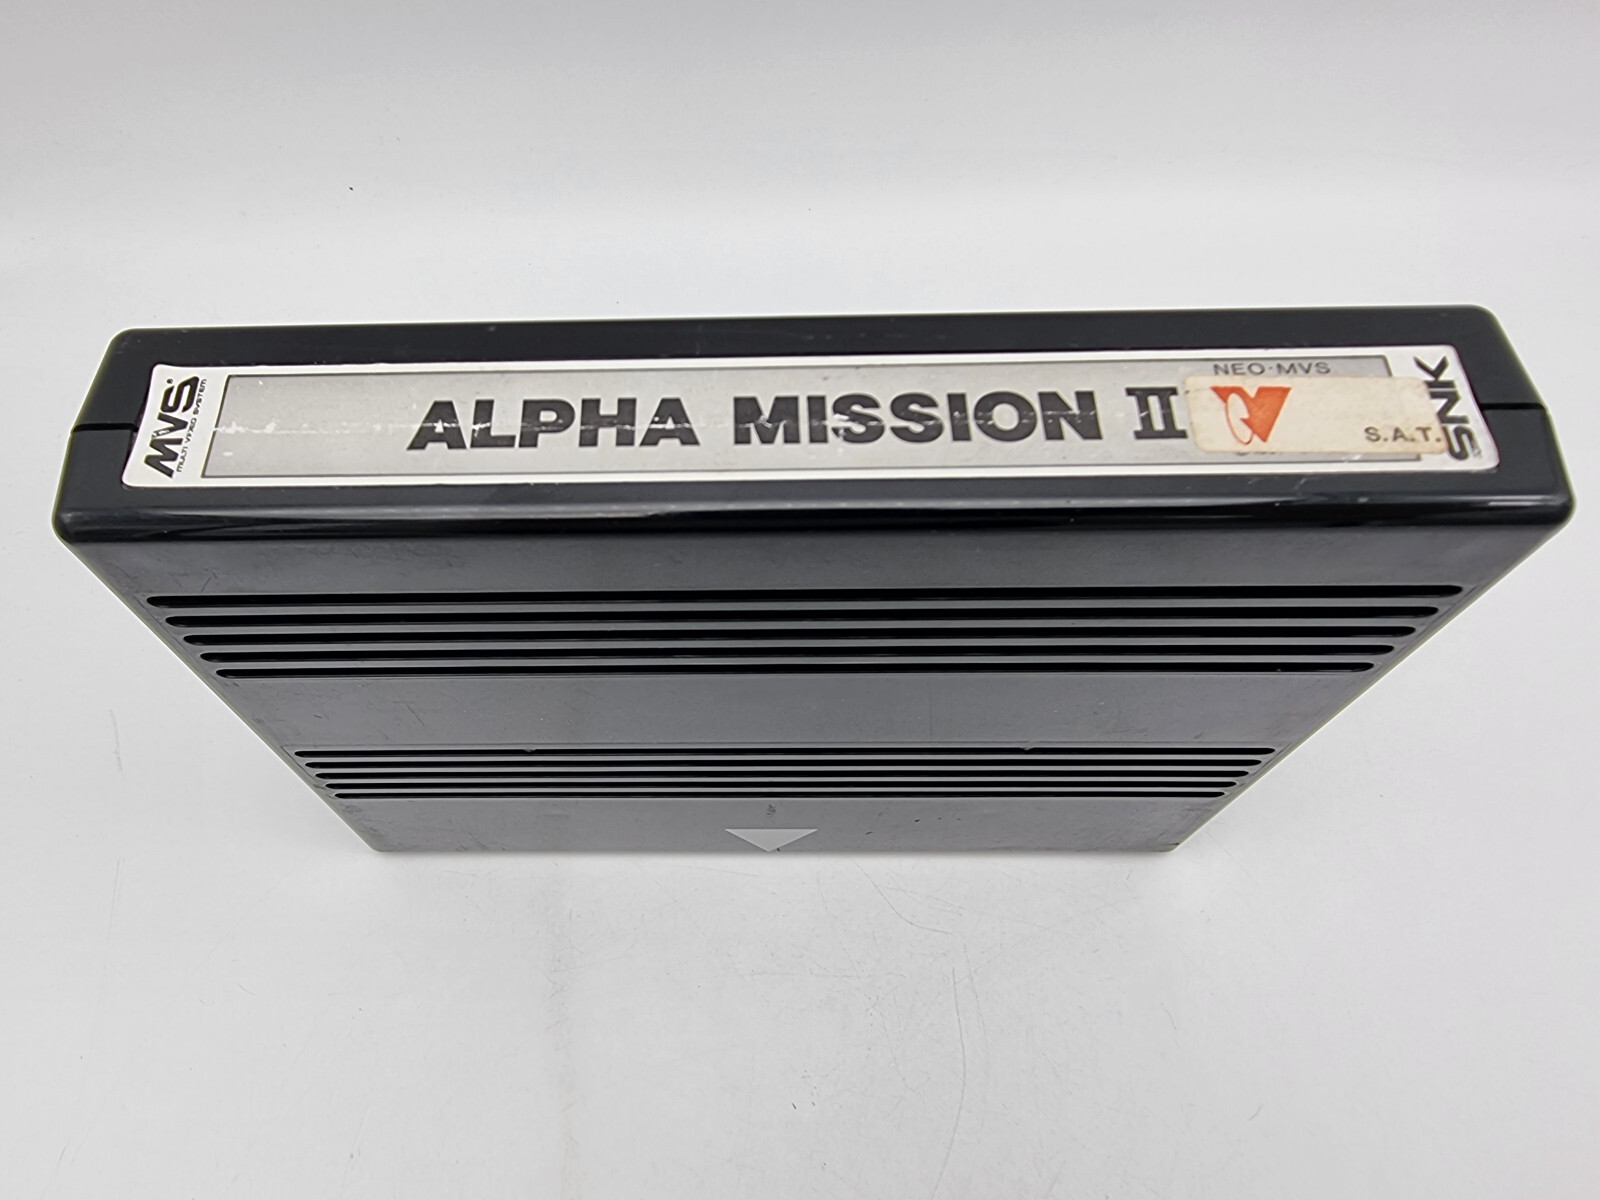 MVS®
MULTI VIDEO SYSTEM
ALPHA MISSION II
NEO·MVS
S.A.T.
SNK